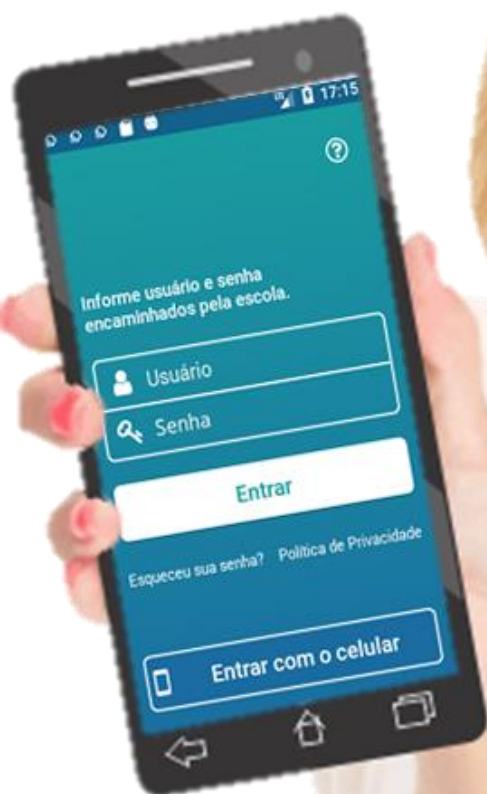 17:15
Informe usuário e senha
encaminhados pela escola.
Usuário
Senha
Entrar
Esqueceu sua senha? Política de Privacidade
Entrar com o celular